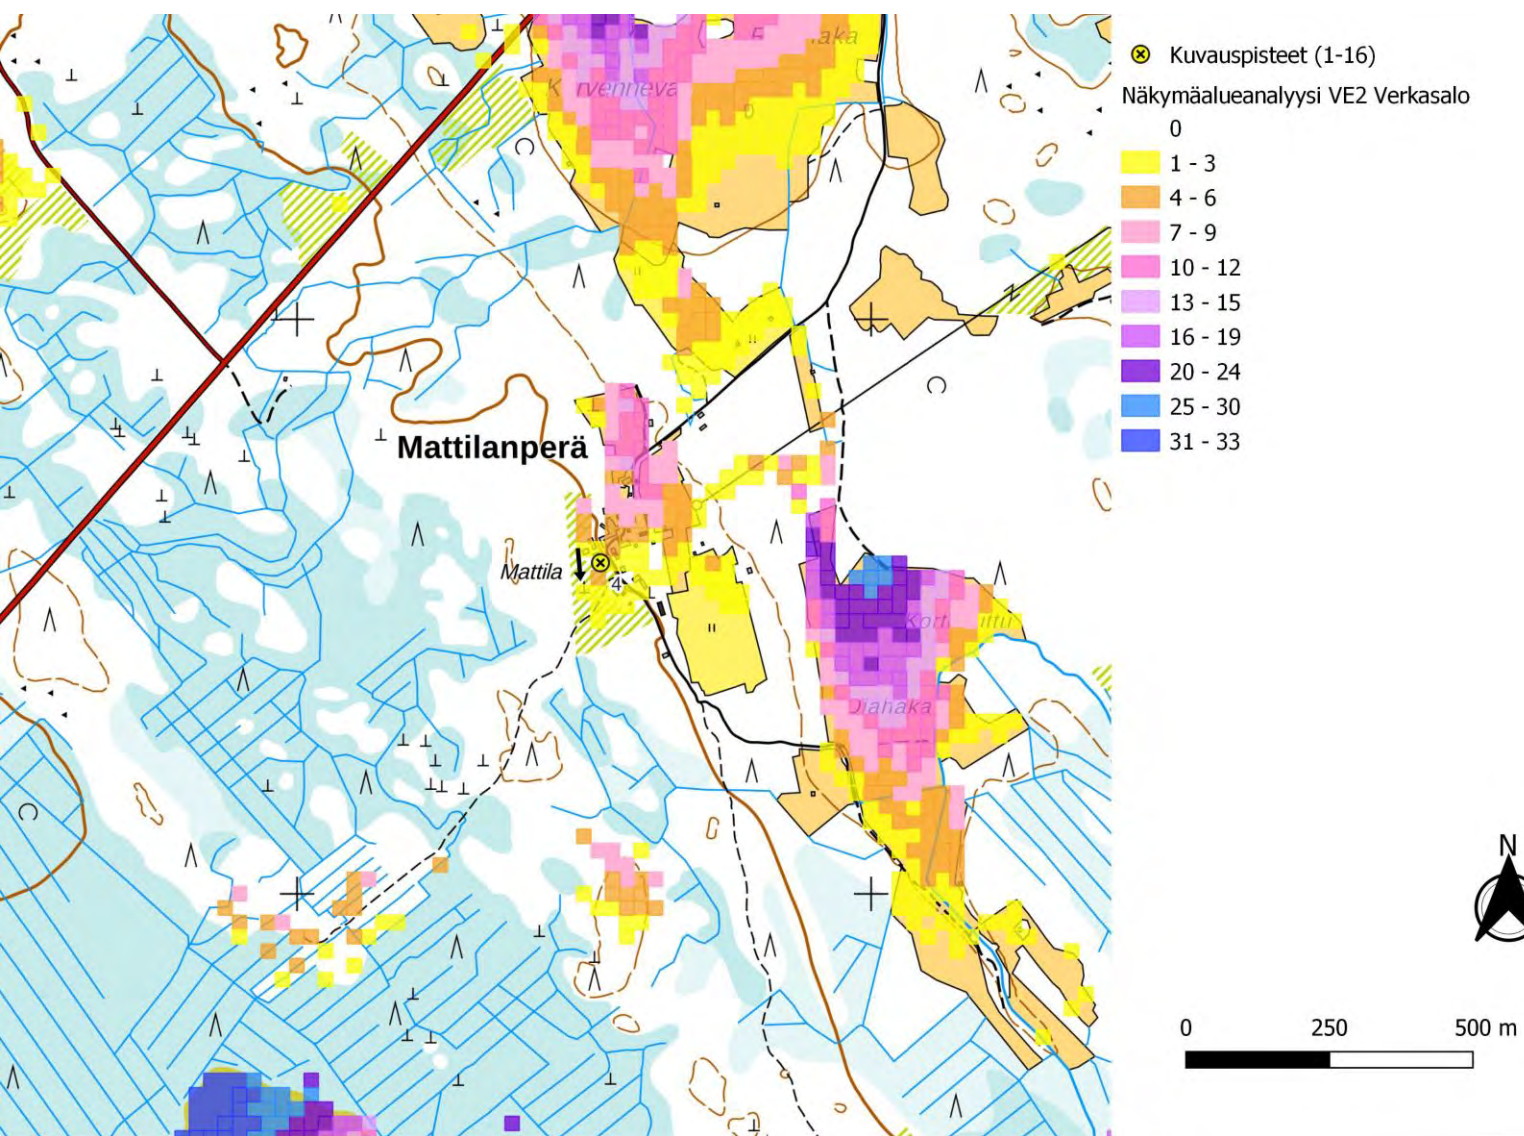 Kuvauspisteet (1-16)
Näkymäalueanalyysi VE2 Verkasalo
0
1 - 3
4 - 6
7 - 9
10 - 12
13 - 15
16 - 19
20 - 24
25 - 30
31 - 33
aka
Mattilanperä
Mattila
4
N
0 250 500 m